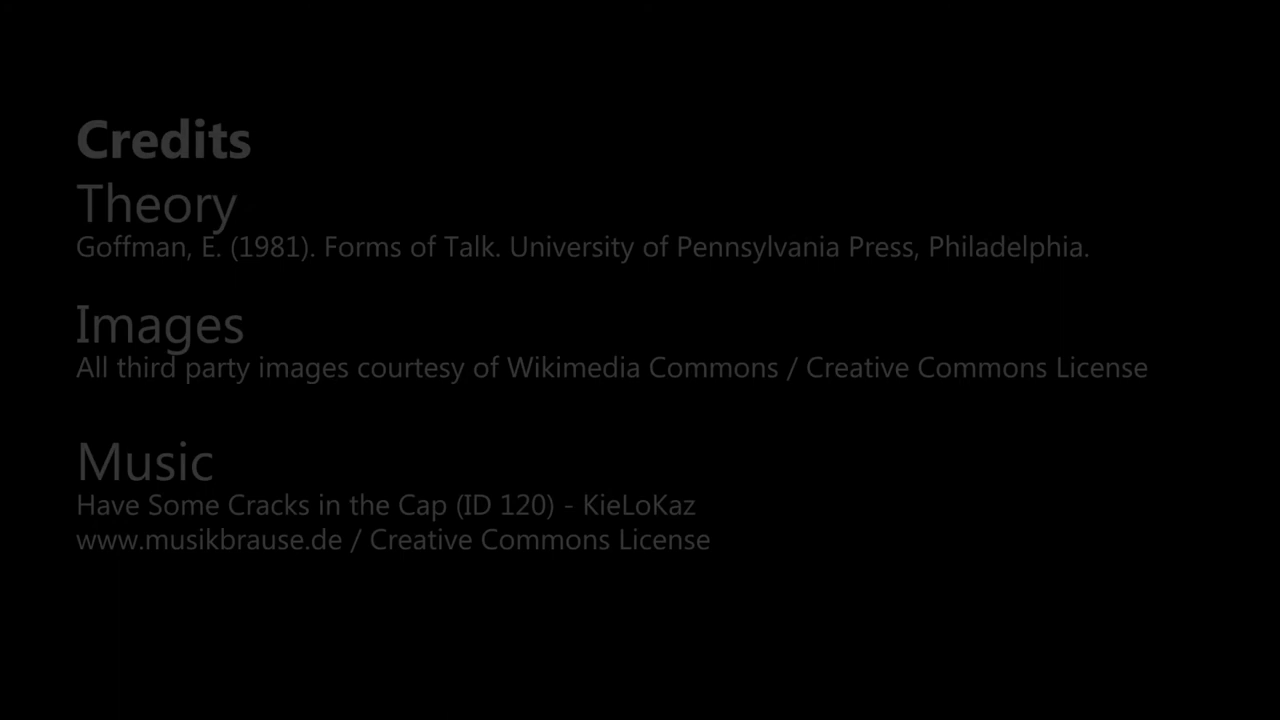 Credits
Theory
Goffman, E. (1981). Forms of Talk. University of Pennsylvania Press, Philadelphia.
Images
All third party images courtesy of Wikimedia Commons / Creative Commons License
Music
Have Some Cracks in the Cap (ID 120) - KieLoKaz
www.musikbrause.de / Creative Commons License